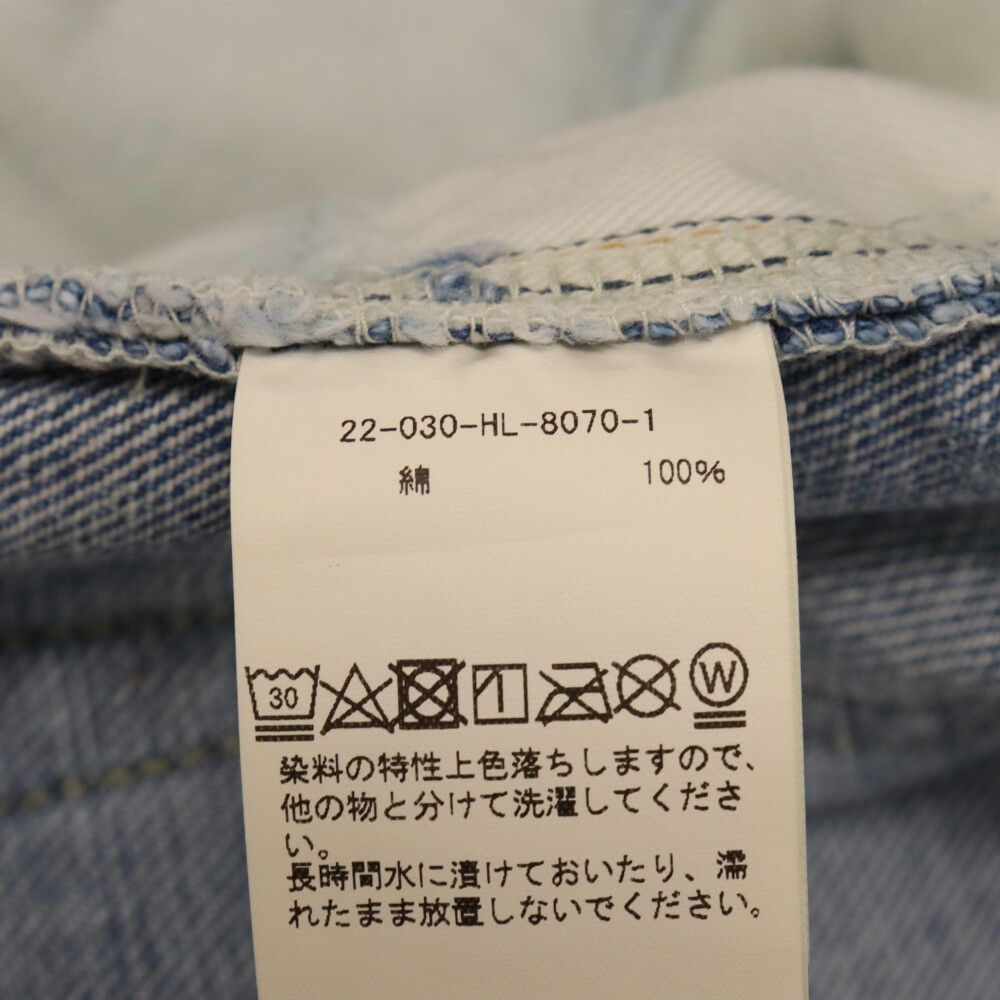 22-030-HL-8070-1
綿 100%
30 W
染料の特性上色落ちしますので、
他の物と分けて洗濯してくださ
い。
長時間水に漬けておいたり、濡
れたまま放置しないでください。